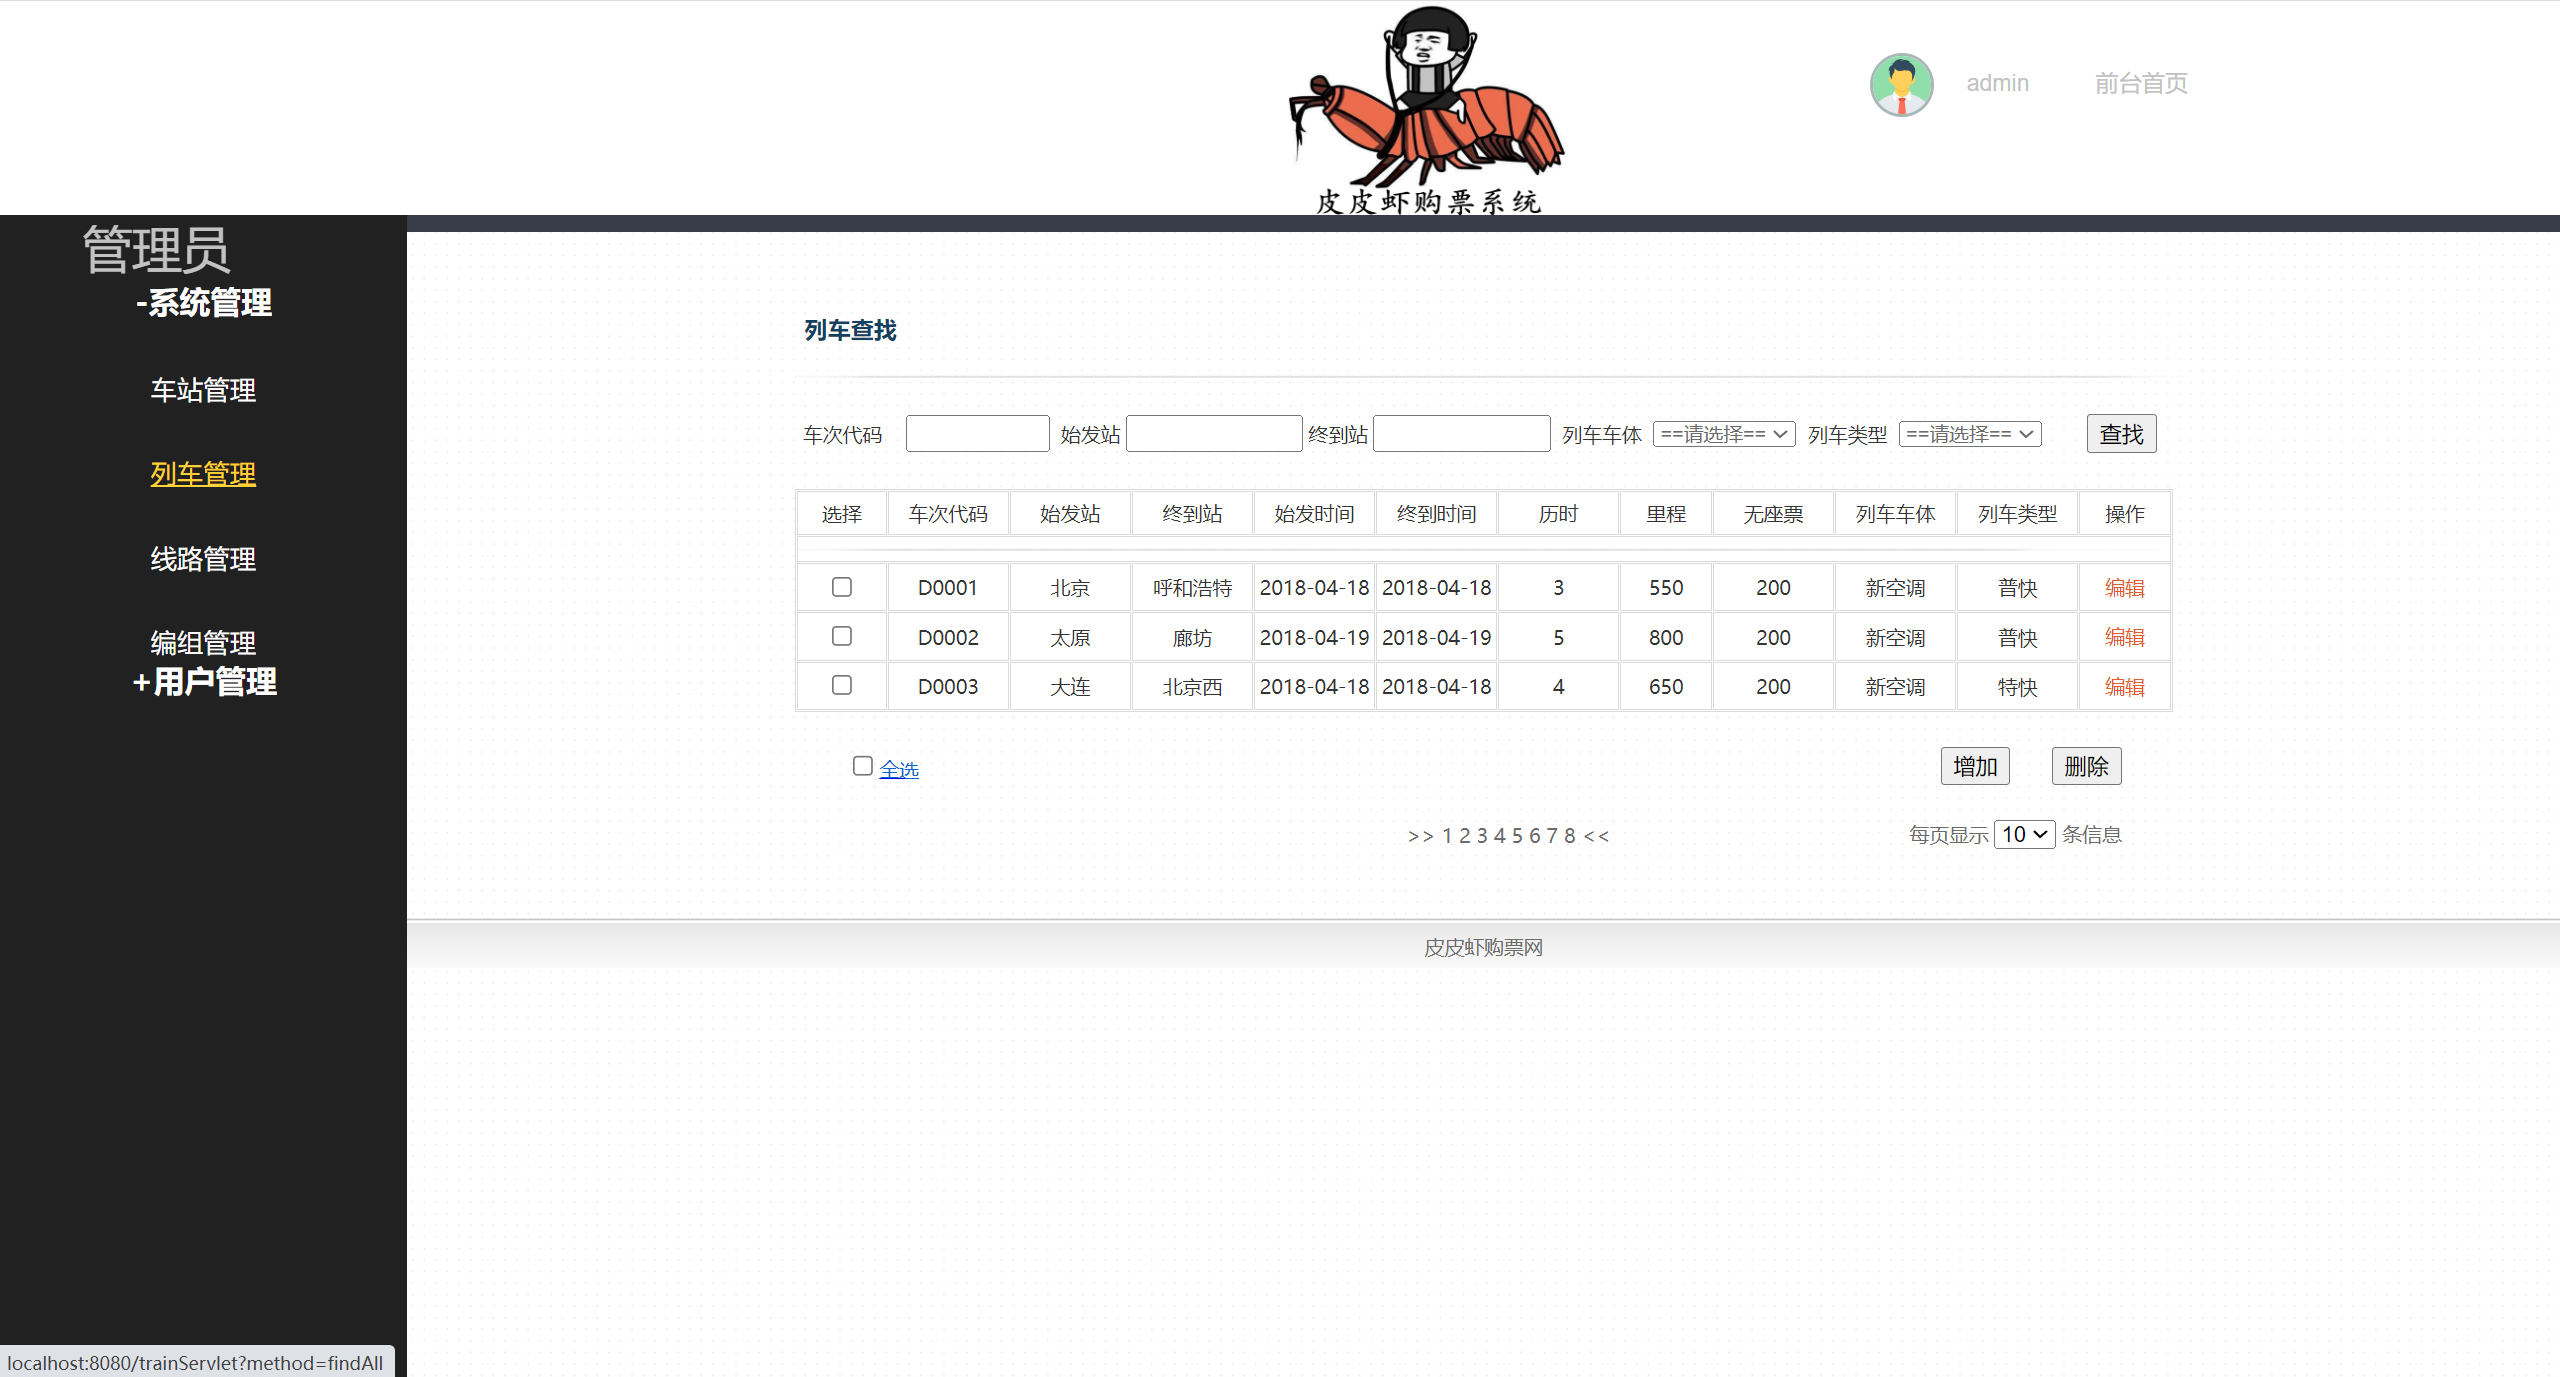 皮皮虾购票系统
admin
前台首页
管理员
-系统管理
车站管理
列车管理
线路管理
编组管理
+用户管理
列车查找
车次代码 始发站 终到站 列车车体 ==请选择== 列车类型 ==请选择== 查找
选择 车次代码 始发站 终到站 始发时间 终到时间 历时 里程 无座票 列车车体 列车类型 操作
D0001 北京 呼和浩特 2018-04-18 2018-04-18 3 550 200 新空调 普快 编辑
D0002 太原 廊坊 2018-04-19 2018-04-19 5 800 200 新空调 普快 编辑
D0003 大连 北京西 2018-04-18 2018-04-18 4 650 200 新空调 特快 编辑
全选 增加 删除
>> 1 2 3 4 5 6 7 8 << 每页显示 10 条信息
皮皮虾购票网
localhost:8080/trainServlet?method=findAll